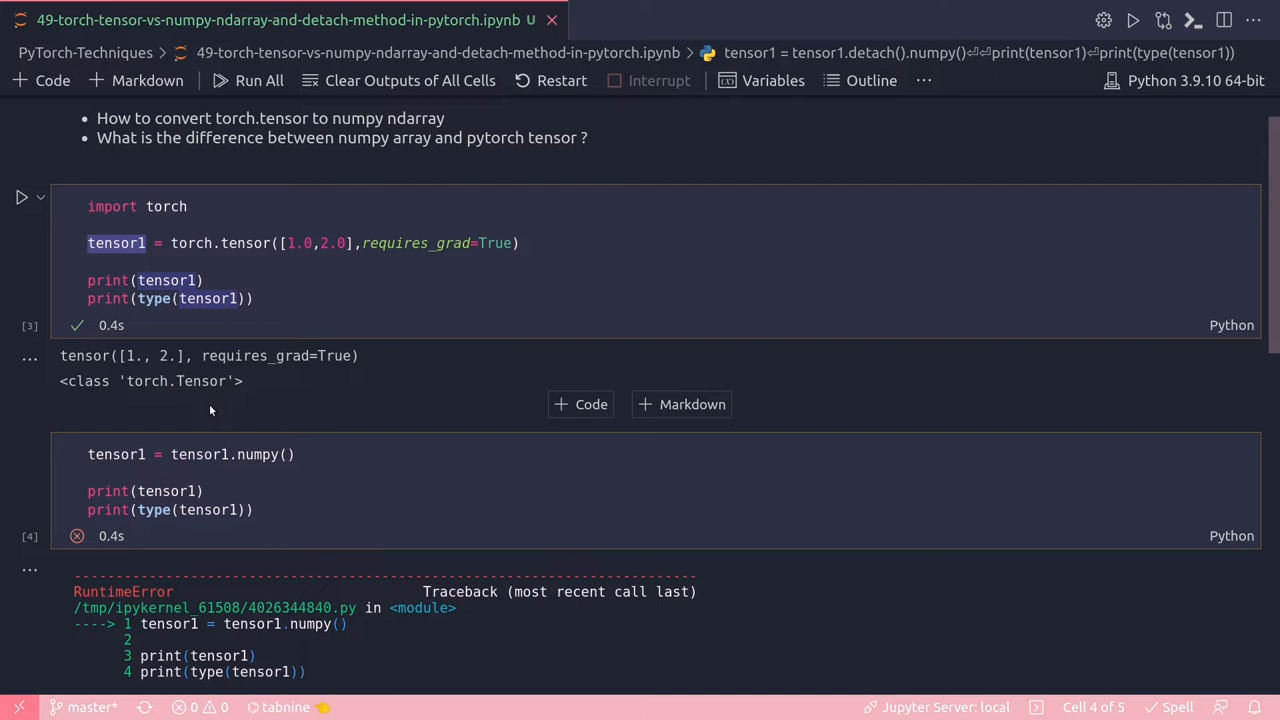 49-torch-tensor-vs-numpy-ndarray-and-detach-method-in-pytorch.ipynb U
PyTorch-Techniques > 49-torch-tensor-vs-numpy-ndarray-and-detach-method-in-pytorch.ipynb > tensor1 = tensor1.detach().numpy()⏎⏎print(tensor1)⏎print(type(tensor1))
+ Code + Markdown Run All Clear Outputs of All Cells Restart Interrupt Variables Outline ... Python 3.9.10 64-bit
• How to convert torch.tensor to numpy ndarray
• What is the difference between numpy array and pytorch tensor ?
import torch
tensor1 = torch.tensor([1.0,2.0],requires_grad=True)
print(tensor1)
print(type(tensor1))
[3] 0.4s Python
tensor([1., 2.], requires_grad=True)
<class 'torch.Tensor'>
+ Code + Markdown
tensor1 = tensor1.numpy()
print(tensor1)
print(type(tensor1))
[4] 0.4s Python
---------------------------------------------------------------------------
RuntimeError Traceback (most recent call last)
/tmp/ipykernel_61508/4026344840.py in <module>
----> 1 tensor1 = tensor1.numpy()
2
3 print(tensor1)
4 print(type(tensor1))
master* 0 0 tabnine 👈 Jupyter Server: local Cell 4 of 5 Spell